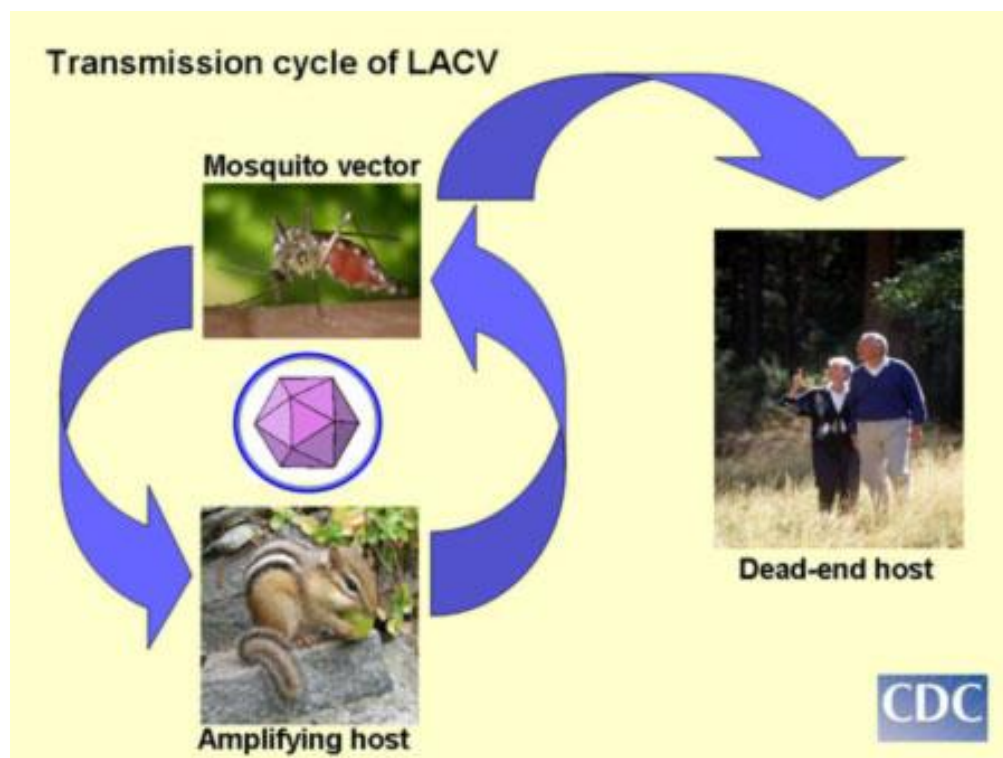 Transmission cycle of LACV
Mosquito vector
Dead-end host
Amplifying host
CDC